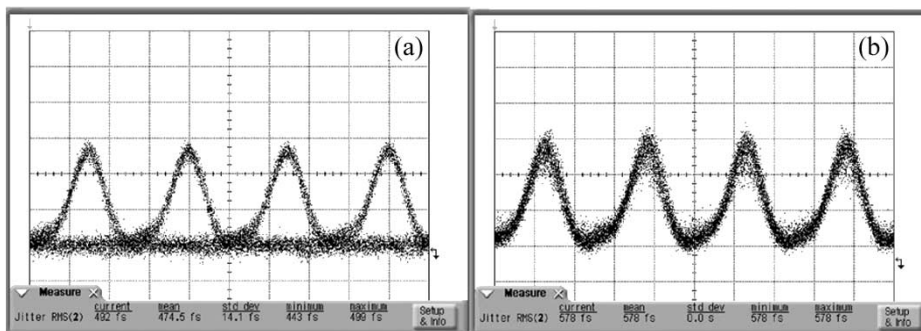 (a)
(b)
Measure
current mean std dev minimum maximum
Jitter RMS(2) 492 fs 474.5 fs 14.1 fs 443 fs 499 fs
Setup & Info
Measure
current mean std dev minimum maximum
Jitter RMS(2) 578 fs 578 fs 0.0 s 578 fs 578 fs
Setup & Info